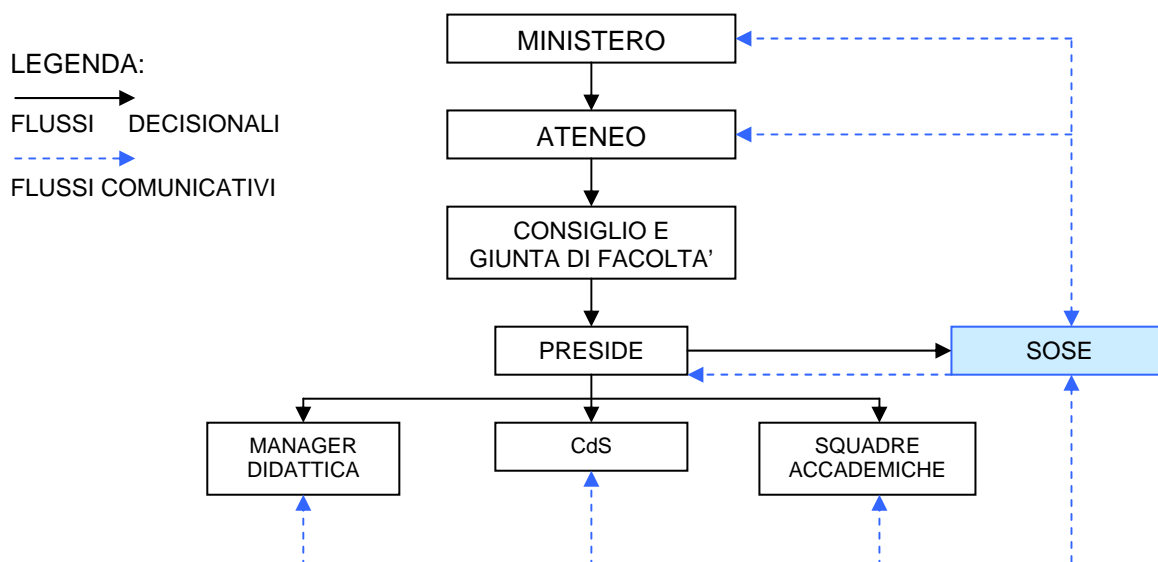 MINISTERO
LEGENDA:
FLUSSI DECISIONALI
ATENEO
FLUSSI COMUNICATIVI
CONSIGLIO E
GIUNTA DI FACOLTA’
PRESIDE
SOSE
MANAGER
DIDATTICA
CdS
SQUADRE
ACCADEMICHE